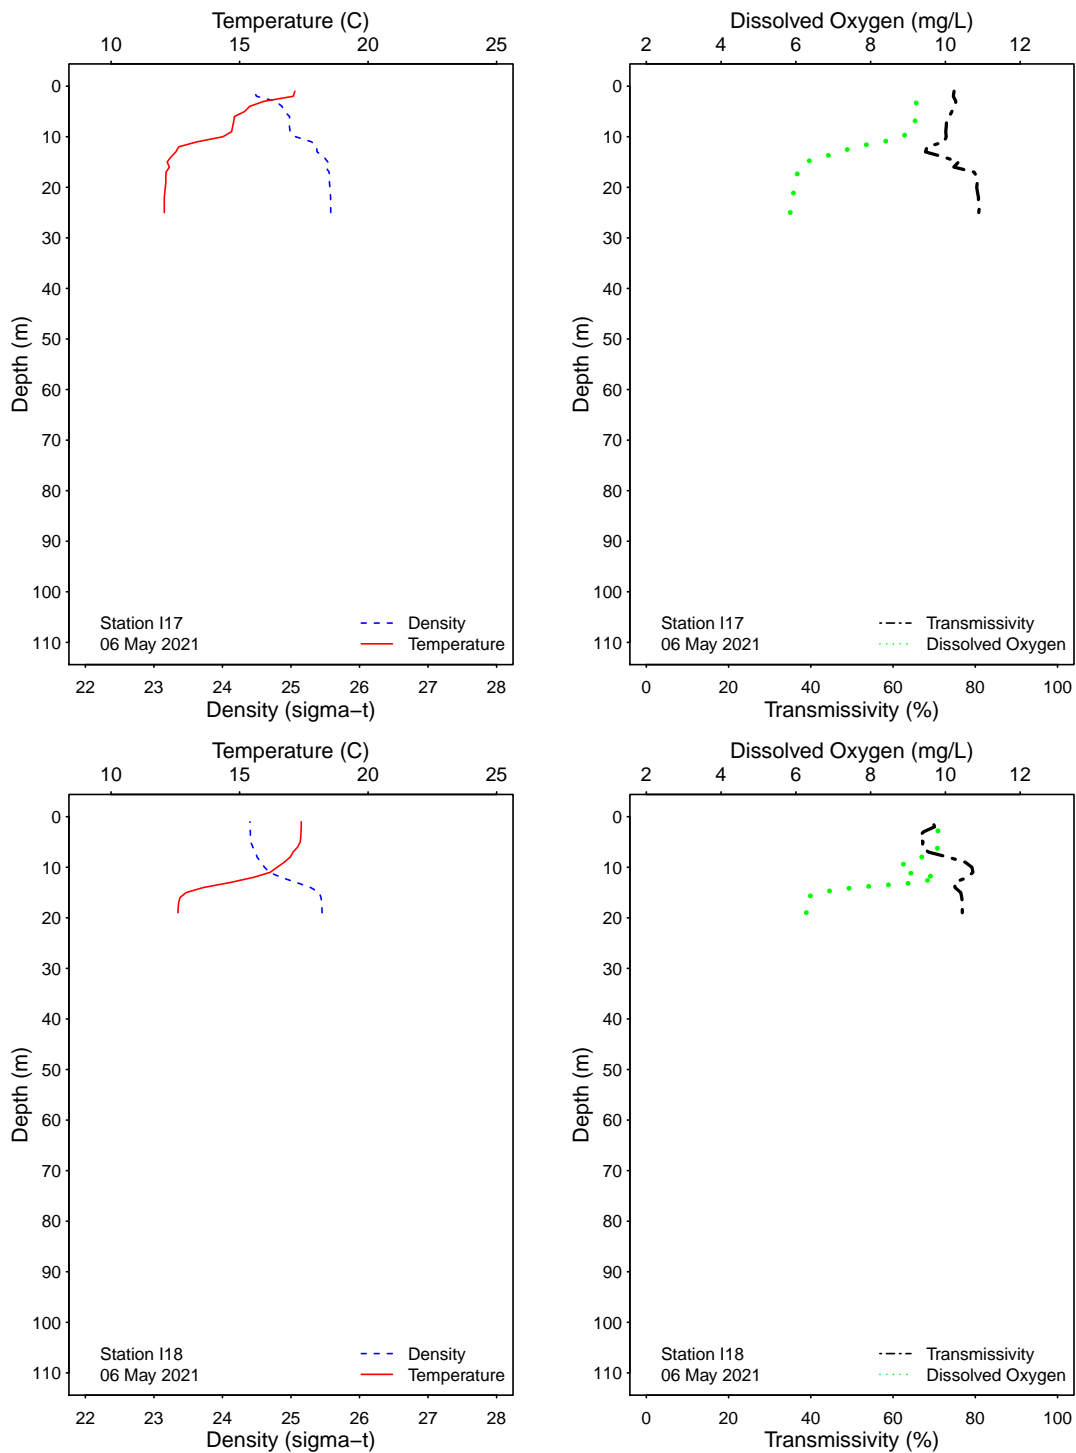 Temperature (C)
10 15 20 25
0
10
20
30
40
50
60
70
80
90
100
110
Depth (m)
Station I17
06 May 2021
Density
Temperature
22 23 24 25 26 27 28
Density (sigma−t)
Dissolved Oxygen (mg/L)
2 4 6 8 10 12
0
10
20
30
40
50
60
70
80
90
100
110
Depth (m)
Station I17
06 May 2021
Transmissivity
Dissolved Oxygen
0 20 40 60 80 100
Transmissivity (%)
Temperature (C)
10 15 20 25
0
10
20
30
40
50
60
70
80
90
100
110
Depth (m)
Station I18
06 May 2021
Density
Temperature
22 23 24 25 26 27 28
Density (sigma−t)
Dissolved Oxygen (mg/L)
2 4 6 8 10 12
0
10
20
30
40
50
60
70
80
90
100
110
Depth (m)
Station I18
06 May 2021
Transmissivity
Dissolved Oxygen
0 20 40 60 80 100
Transmissivity (%)